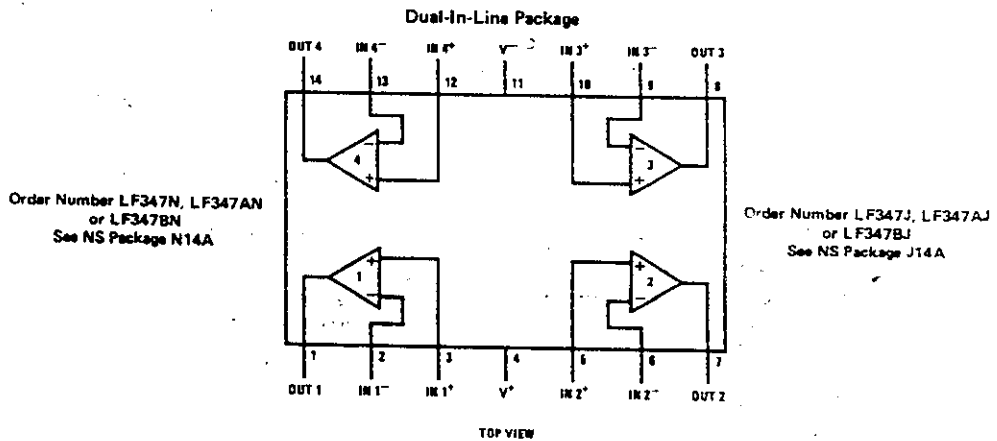 Dual-In-Line Package
OUT 4 IN 4⁻ IN 4⁺ V⁻ IN 3⁺ IN 3⁻ OUT 3
14 13 12 11 10 9 8
− −
4 3
+ +
Order Number LF347N, LF347AN
or LF347BN
See NS Package N14A
Order Number LF347J, LF347AJ
or LF347BJ
See NS Package J14A
+ +
1 2
− −
1 2 3 4 5 6 7
OUT 1 IN 1⁻ IN 1⁺ V⁺ IN 2⁺ IN 2⁻ OUT 2
TOP VIEW